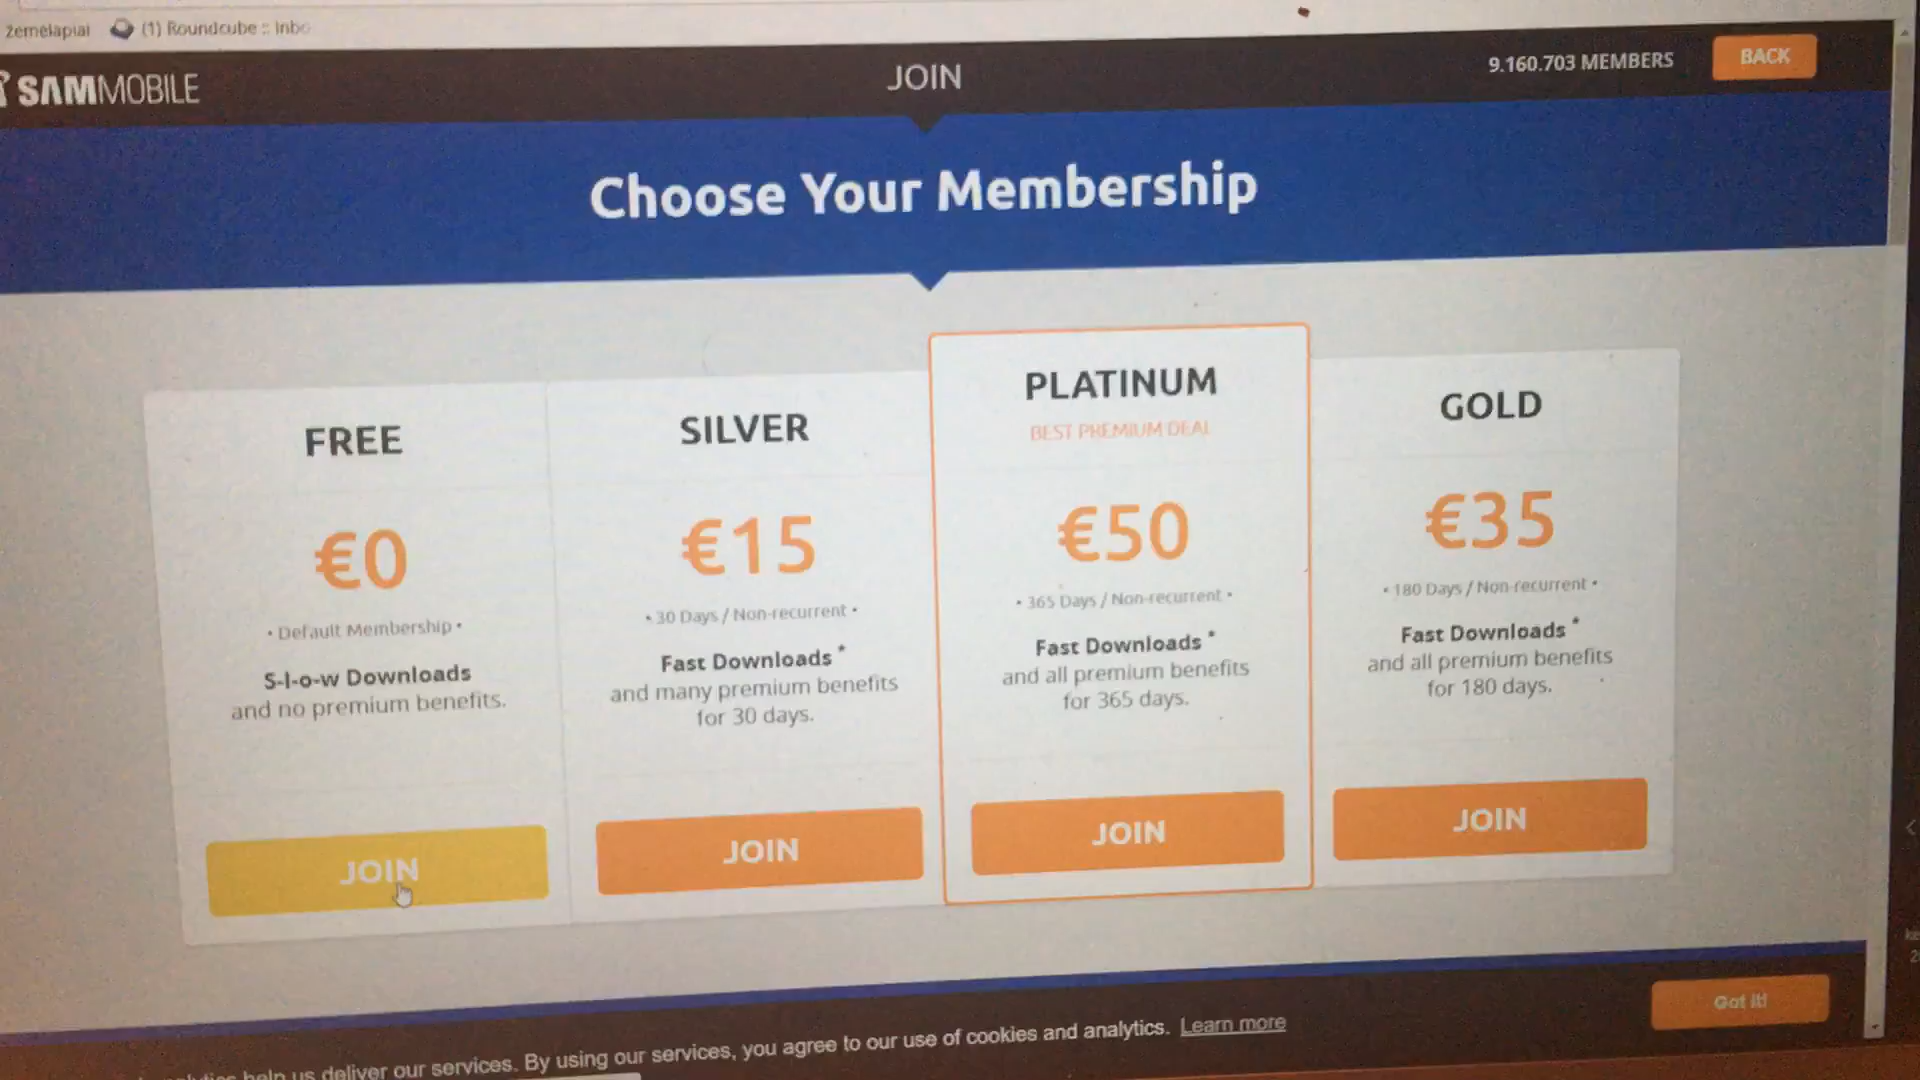 žemėlapiai (1) Roundcube :: Inbo
SAMMOBILE
JOIN
9.160.703 MEMBERS
BACK
Choose Your Membership
FREE
€0
• Default Membership •
S-l-o-w Downloads
and no premium benefits.
JOIN
SILVER
€15
• 30 Days / Non-recurrent •
Fast Downloads *
and many premium benefits
for 30 days.
JOIN
PLATINUM
BEST PREMIUM DEAL
€50
• 365 Days / Non-recurrent •
Fast Downloads *
and all premium benefits
for 365 days.
JOIN
GOLD
€35
• 180 Days / Non-recurrent •
Fast Downloads *
and all premium benefits
for 180 days.
JOIN
help us deliver our services. By using our services, you agree to our use of cookies and analytics. Learn more
Got it!